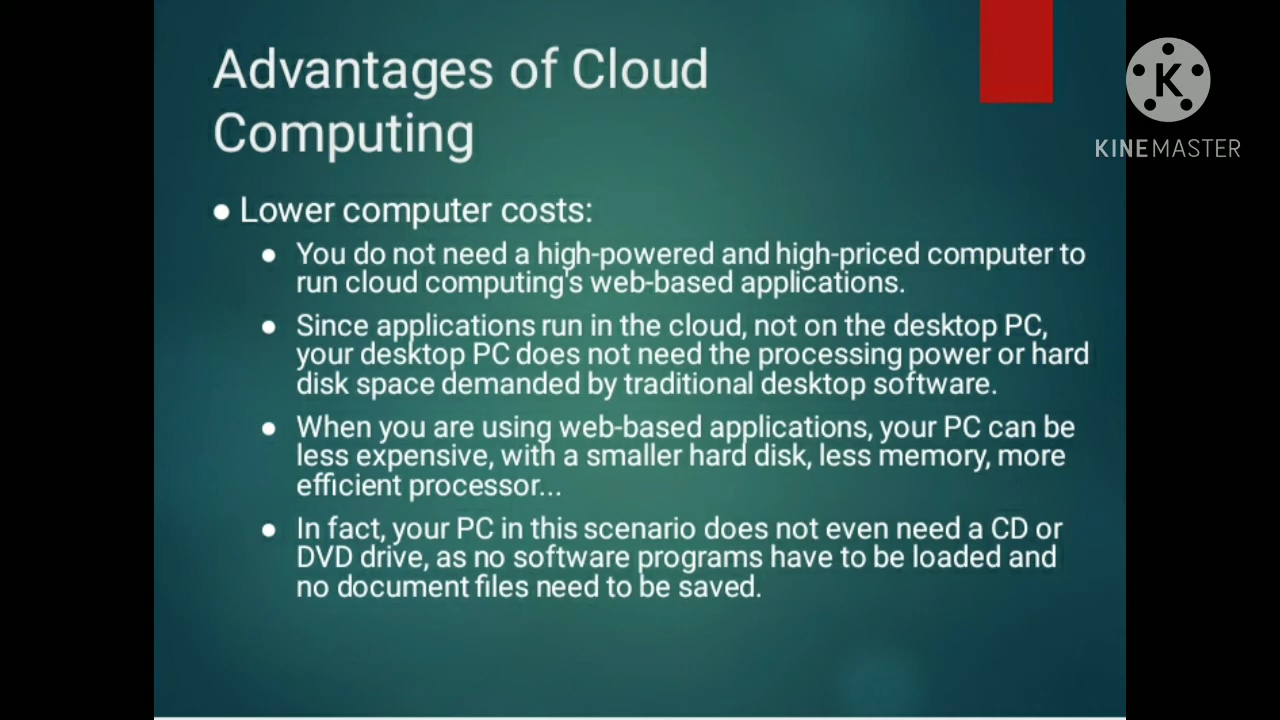 Advantages of Cloud
Computing
● Lower computer costs:
● You do not need a high-powered and high-priced computer to
run cloud computing's web-based applications.
● Since applications run in the cloud, not on the desktop PC,
your desktop PC does not need the processing power or hard
disk space demanded by traditional desktop software.
● When you are using web-based applications, your PC can be
less expensive, with a smaller hard disk, less memory, more
efficient processor...
● In fact, your PC in this scenario does not even need a CD or
DVD drive, as no software programs have to be loaded and
no document files need to be saved.
K
KINEMASTER